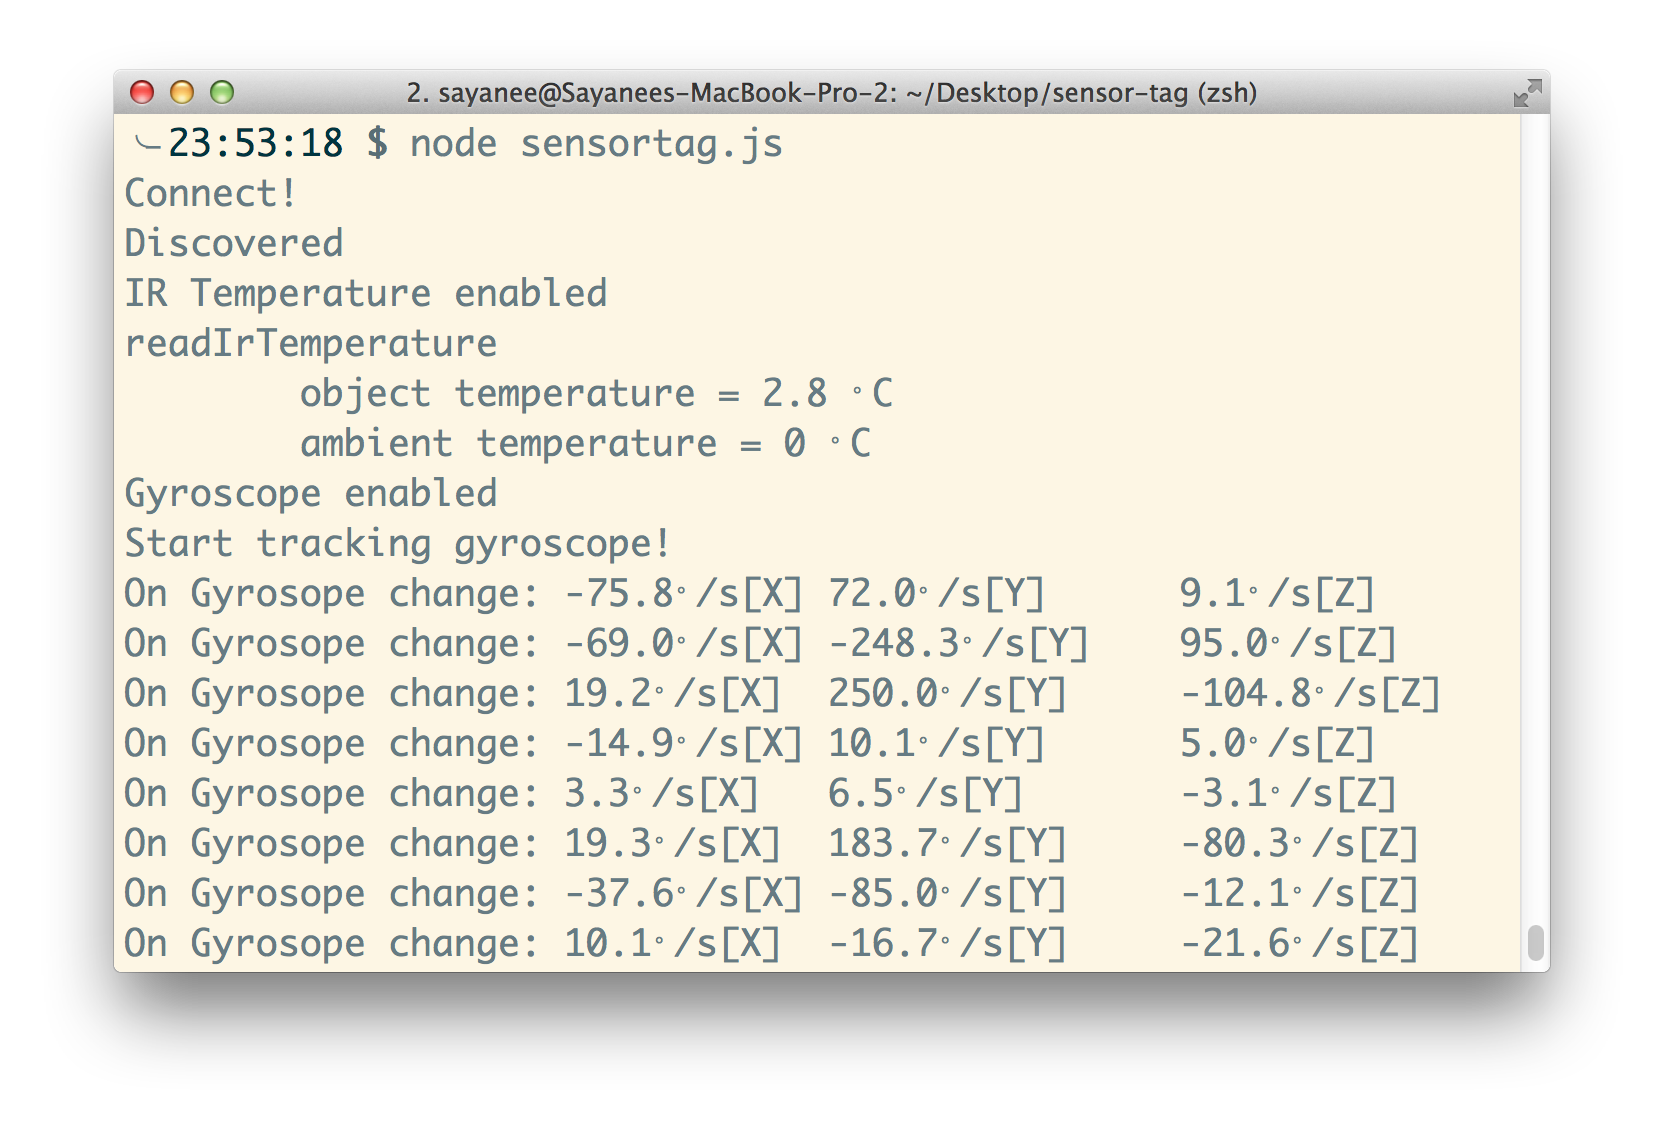 2. sayanee@Sayanees-MacBook-Pro-2: ~/Desktop/sensor-tag (zsh)
23:53:18 $ node sensortag.js
Connect!
Discovered
IR Temperature enabled
readIrTemperature
object temperature = 2.8 °C
ambient temperature = 0 °C
Gyroscope enabled
Start tracking gyroscope!
On Gyrosope change: -75.8°/s[X] 72.0°/s[Y] 9.1°/s[Z]
On Gyrosope change: -69.0°/s[X] -248.3°/s[Y] 95.0°/s[Z]
On Gyrosope change: 19.2°/s[X] 250.0°/s[Y] -104.8°/s[Z]
On Gyrosope change: -14.9°/s[X] 10.1°/s[Y] 5.0°/s[Z]
On Gyrosope change: 3.3°/s[X] 6.5°/s[Y] -3.1°/s[Z]
On Gyrosope change: 19.3°/s[X] 183.7°/s[Y] -80.3°/s[Z]
On Gyrosope change: -37.6°/s[X] -85.0°/s[Y] -12.1°/s[Z]
On Gyrosope change: 10.1°/s[X] -16.7°/s[Y] -21.6°/s[Z]